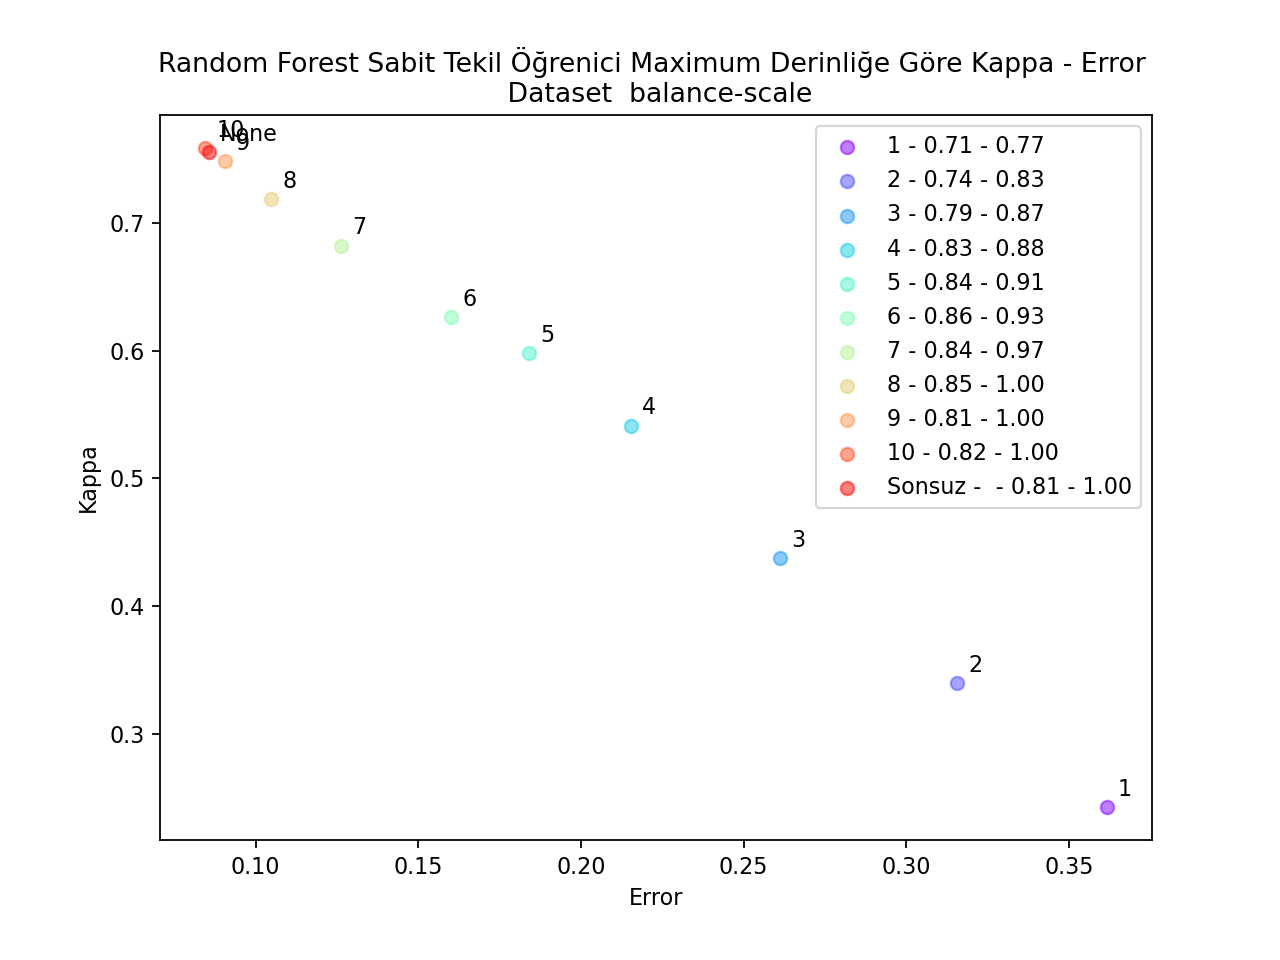 Random Forest Sabit Tekil Öğrenici Maximum Derinliğe Göre Kappa - Error
Dataset  balance-scale
10
None
9
8
7
6
5
4
3
2
1
1 - 0.71 - 0.77
2 - 0.74 - 0.83
3 - 0.79 - 0.87
4 - 0.83 - 0.88
5 - 0.84 - 0.91
6 - 0.86 - 0.93
7 - 0.84 - 0.97
8 - 0.85 - 1.00
9 - 0.81 - 1.00
10 - 0.82 - 1.00
Sonsuz -  - 0.81 - 1.00
0.7
0.6
0.5
0.4
0.3
Kappa
0.10 0.15 0.20 0.25 0.30 0.35
Error